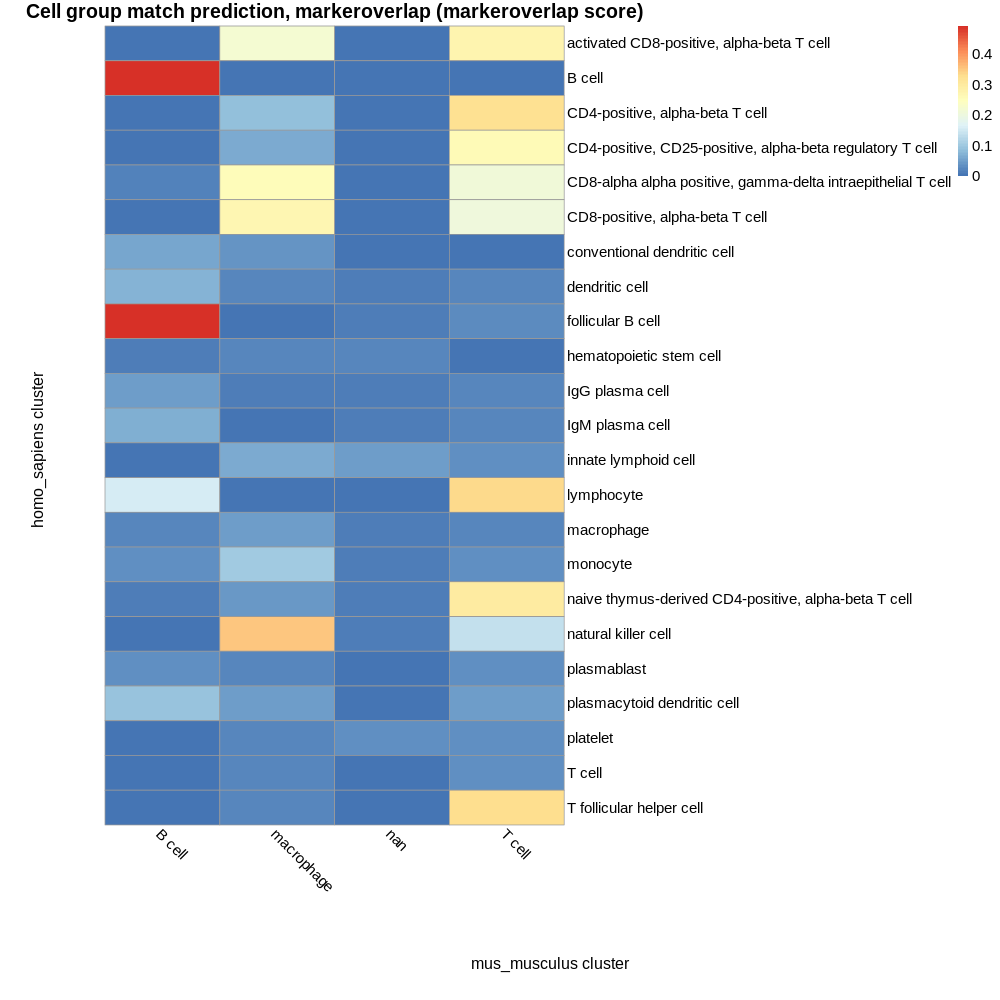 Cell group match prediction, markeroverlap (markeroverlap score)
activated CD8-positive, alpha-beta T cell
B cell
CD4-positive, alpha-beta T cell
CD4-positive, CD25-positive, alpha-beta regulatory T cell
CD8-alpha alpha positive, gamma-delta intraepithelial T cell
CD8-positive, alpha-beta T cell
conventional dendritic cell
dendritic cell
follicular B cell
hematopoietic stem cell
IgG plasma cell
IgM plasma cell
innate lymphoid cell
lymphocyte
macrophage
monocyte
naive thymus-derived CD4-positive, alpha-beta T cell
natural killer cell
plasmablast
plasmacytoid dendritic cell
platelet
T cell
T follicular helper cell
0.4
0.3
0.2
0.1
0
homo_sapiens cluster
B cell
macrophage
nan
T cell
mus_musculus cluster